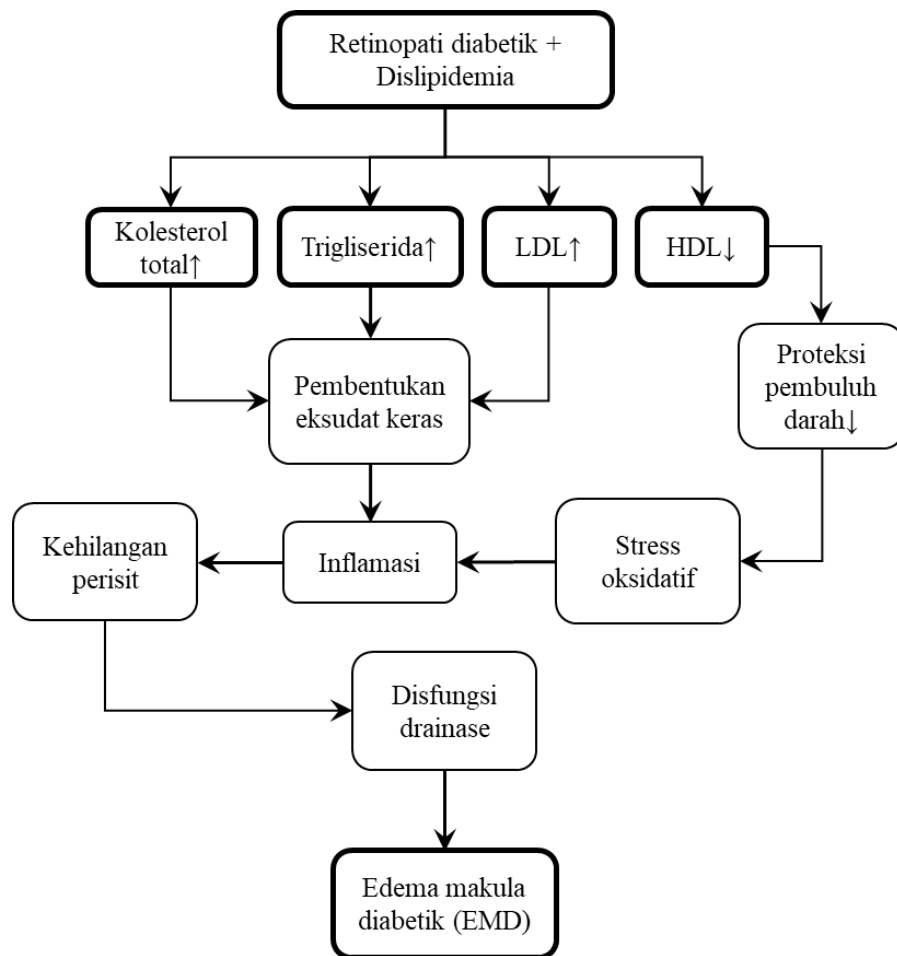 Retinopati diabetik +
Dislipidemia
Kolesterol
total↑
Trigliserida↑
LDL↑
HDL↓
Proteksi
pembuluh
darah↓
Pembentukan
eksudat keras
Kehilangan
perisit
Inflamasi
Stress
oksidatif
Disfungsi
drainase
Edema makula
diabetik (EMD)